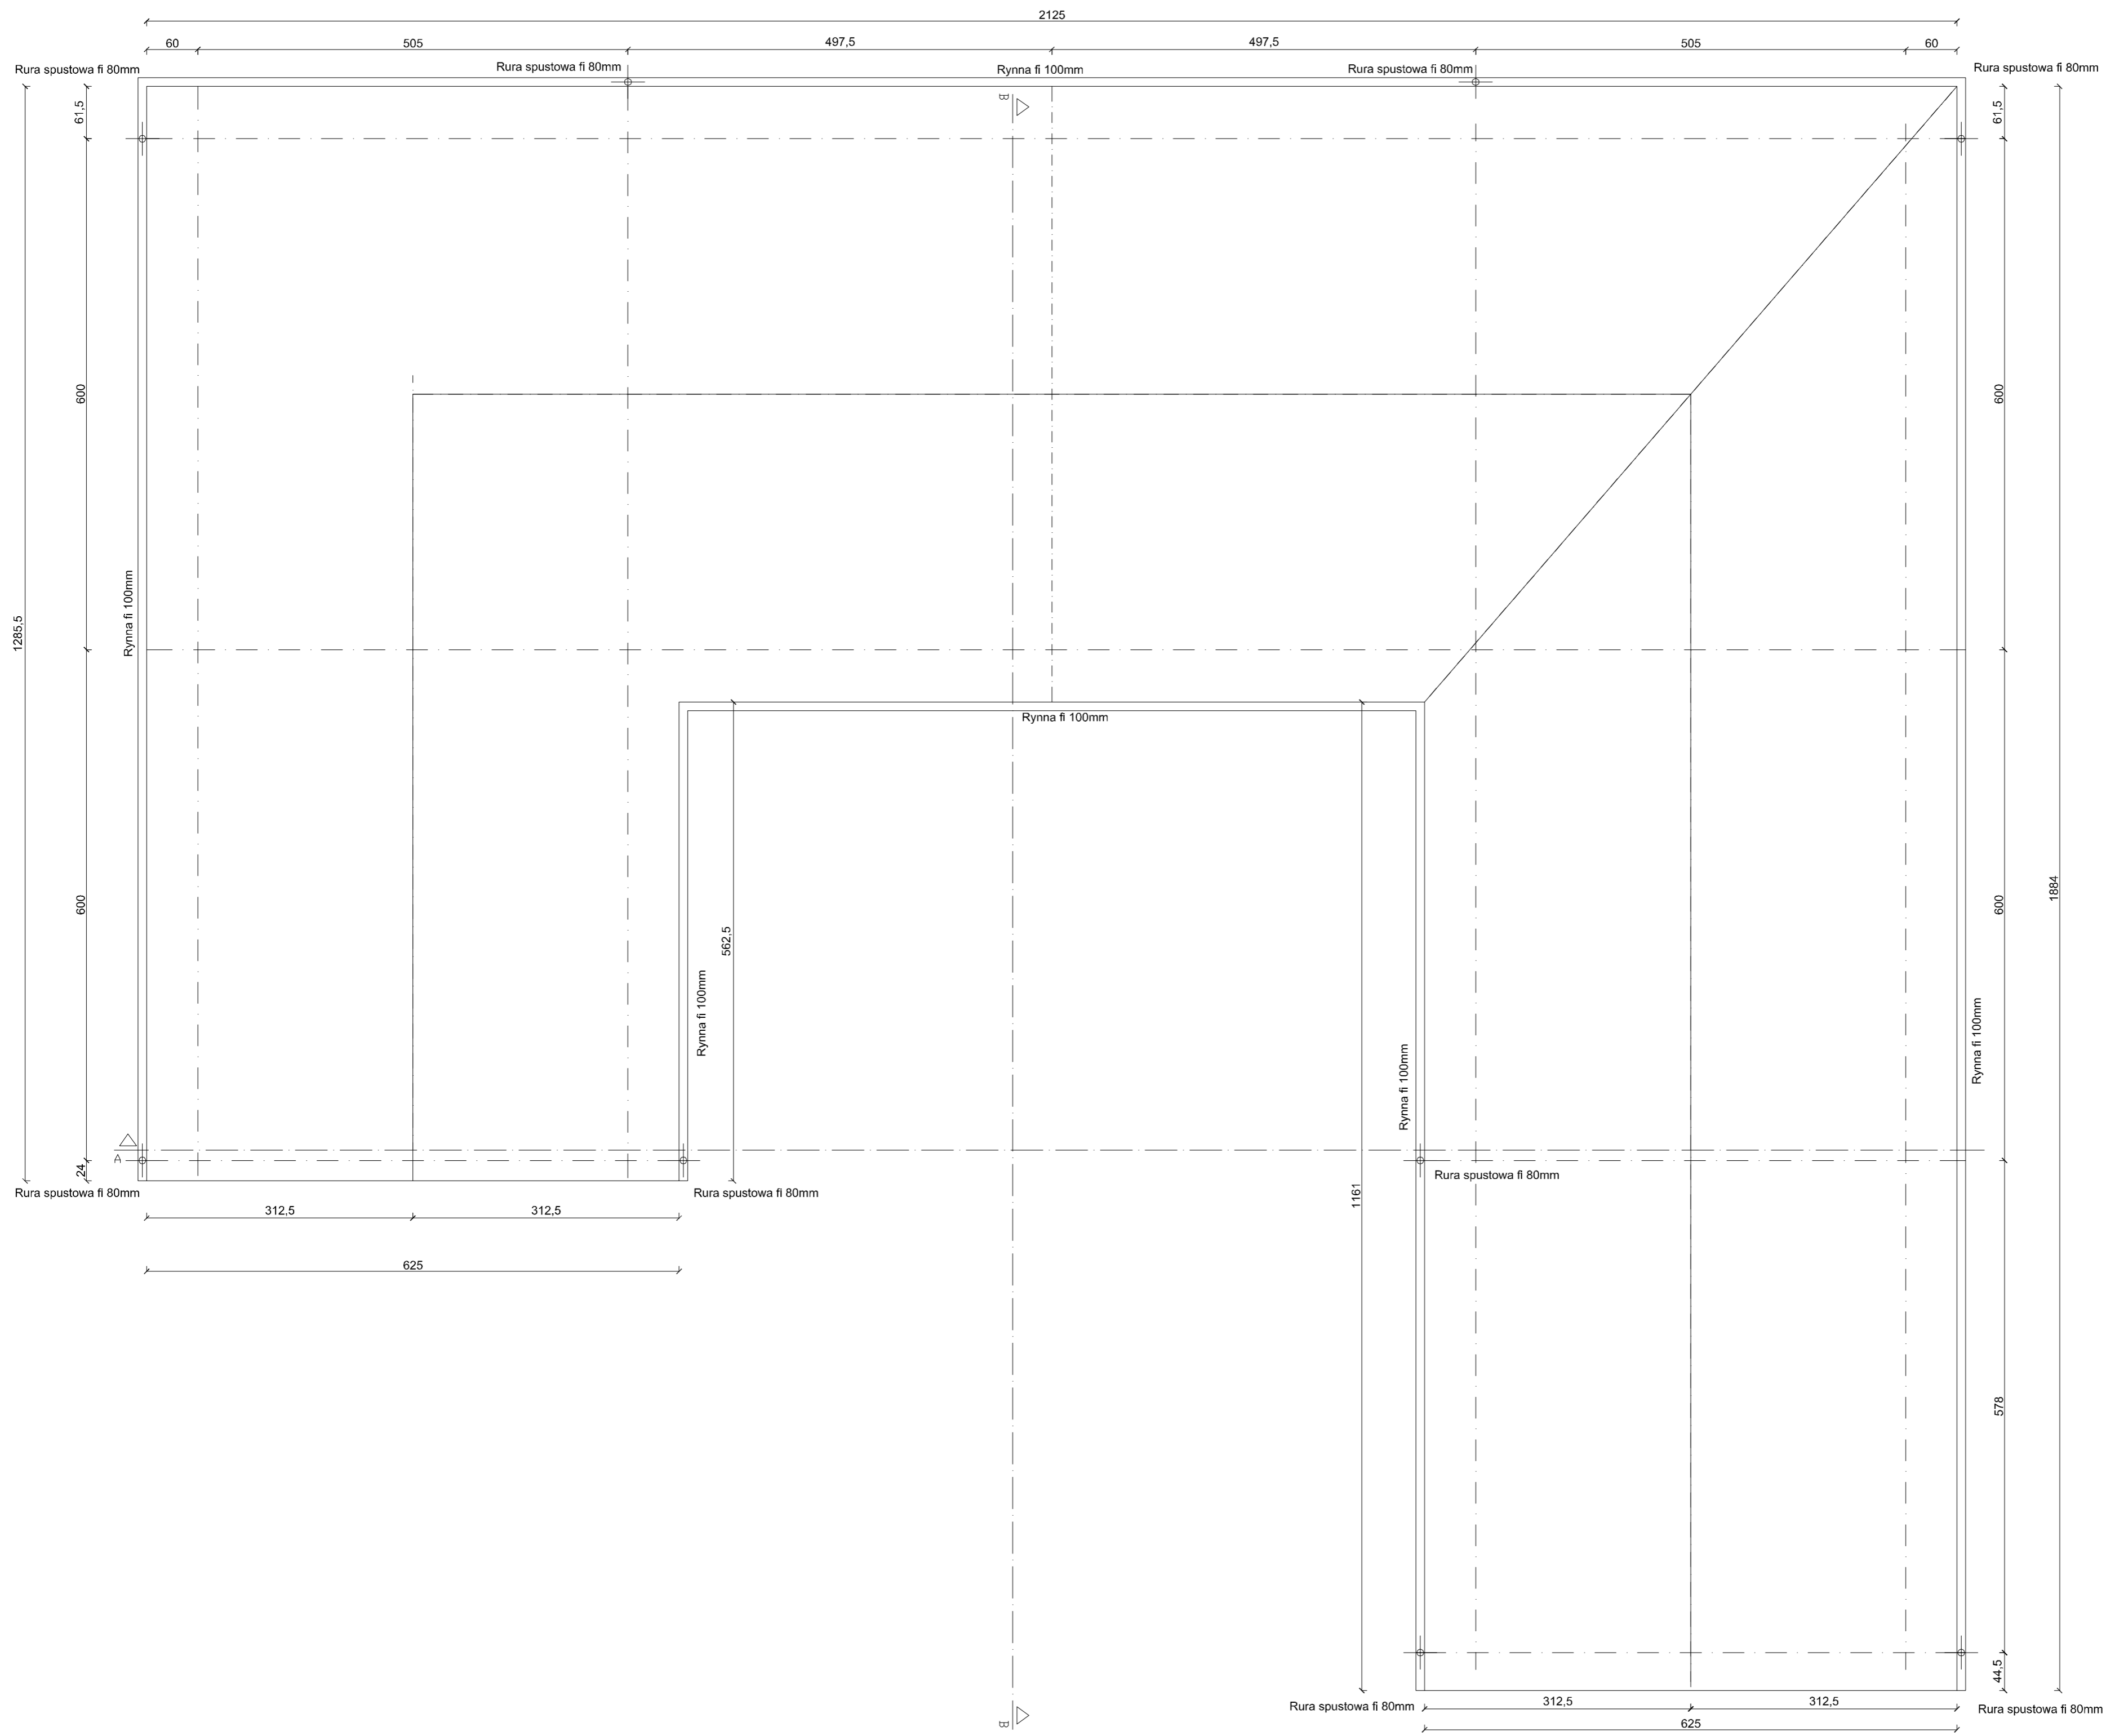 2125
60
505
497,5
497,5
505
60
Rura spustowa fi 80mm
Rura spustowa fi 80mm
Rynna fi 100mm
Rura spustowa fi 80mm
Rura spustowa fi 80mm
61,5
B
61,5
600
600
Rynna fi 100mm
1285,5
Rynna fi 100mm
600
562,5
600
1884
Rynna fi 100mm
Rynna fi 100mm
Rynna fi 100mm
A
24
Rura spustowa fi 80mm
Rura spustowa fi 80mm
Rura spustowa fi 80mm
1161
312,5
312,5
625
578
44,5
Rura spustowa fi 80mm
312,5
312,5
Rura spustowa fi 80mm
B
625